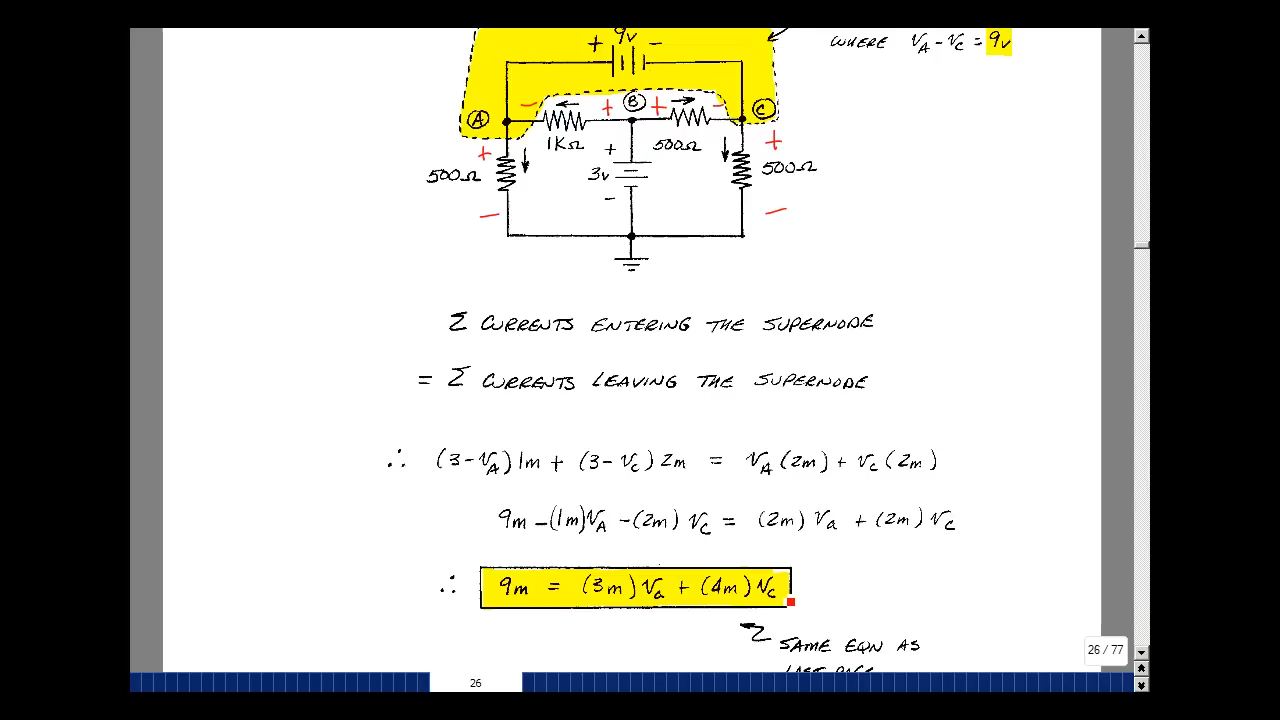 + 9v −
WHERE V_A − V_C = 9v
A − + B + − C
1KΩ + 500Ω
+ +
500Ω 3v 500Ω
− − −
Σ CURRENTS ENTERING THE SUPERNODE
= Σ CURRENTS LEAVING THE SUPERNODE
∴ (3−V_A)1m + (3−V_C)2m = V_A(2m) + V_C(2m)
9m −(1m)V_A −(2m) V_C = (2m) V_a + (2m) V_C
∴ 9m = (3m) V_a + (4m) V_C
SAME EQN AS
26 / 77
26